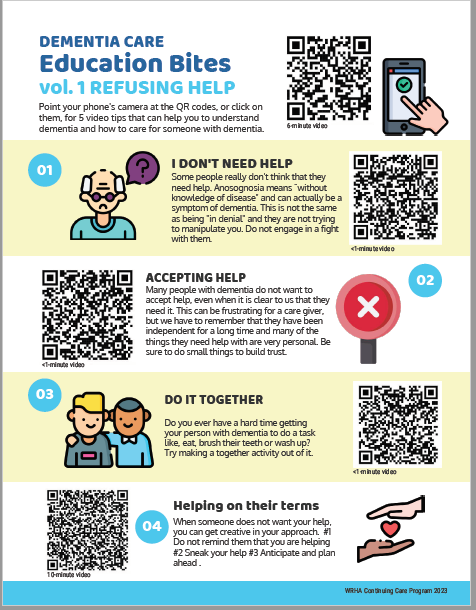 DEMENTIA CARE
Education Bites
vol. 1 REFUSING HELP
Point your phone's camera at the QR codes, or click on
them, for 5 video tips that can help you to understand
dementia and how to care for someone with dementia.
6-minute video
01
?
I DON'T NEED HELP
Some people really don't think that they
need help. Anosognosia means "without
knowledge of disease" and can actually be a
symptom of dementia. This is not the same
as being "in denial" and they are not trying
to manipulate you. Do not engage in a fight
with them.
<1-minute video
ACCEPTING HELP
Many people with dementia do not want to
accept help, even when it is clear to us that they
need it. This can be frustrating for a care giver,
but we have to remember that they have been
independent for a long time and many of the
things they need help with are very personal. Be
sure to do small things to build trust.
02
<1-minute video
03
DO IT TOGETHER
Do you ever have a hard time getting
your person with dementia to do a task
like, eat, brush their teeth or wash up?
Try making a together activity out of it.
<1-minute video
04
Helping on their terms
When someone does not want your help,
you can get creative in your approach. #1
Do not remind them that you are helping
#2 Sneak your help #3 Anticipate and plan
ahead .
10-minute video
WRHA Continuing Care Program 2023